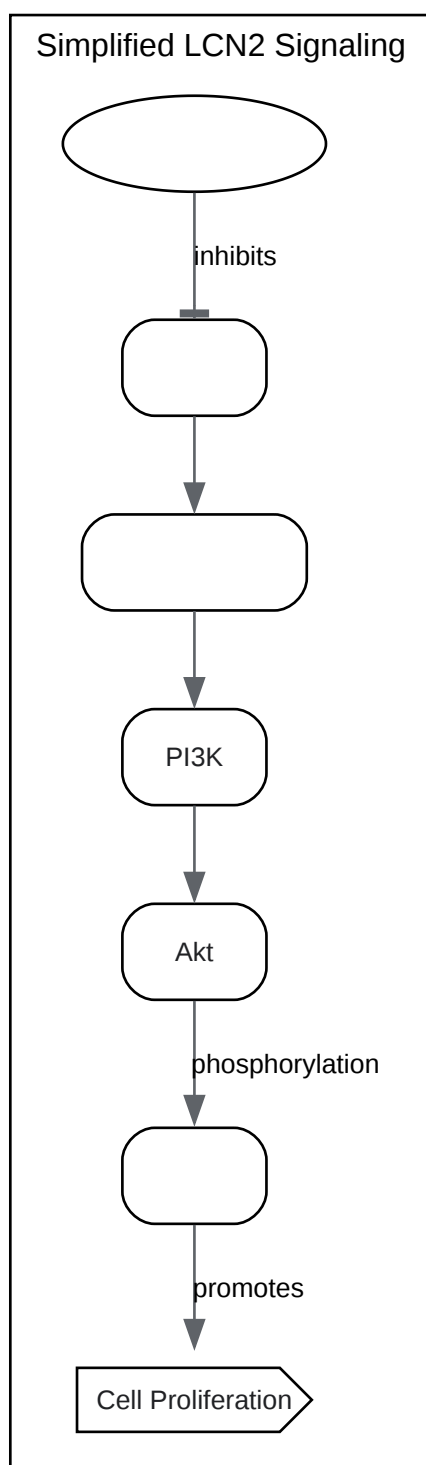 Simplified LCN2 Signaling
inhibits
PI3K
Akt
phosphorylation
promotes
Cell Proliferation